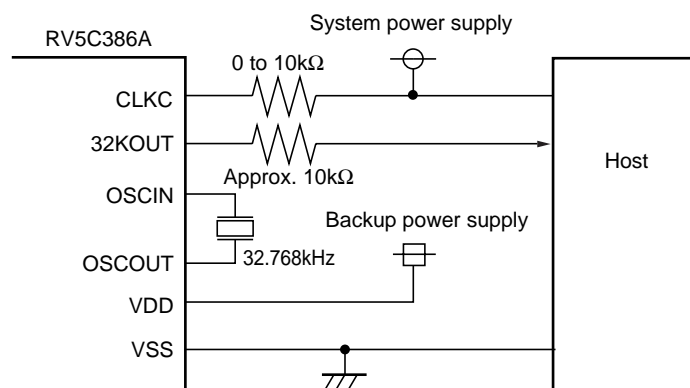 System power supply
RV5C386A
0 to 10kΩ
CLKC
32KOUT
Host
Approx. 10kΩ
OSCIN
Backup power supply
OSCOUT
32.768kHz
VDD
VSS